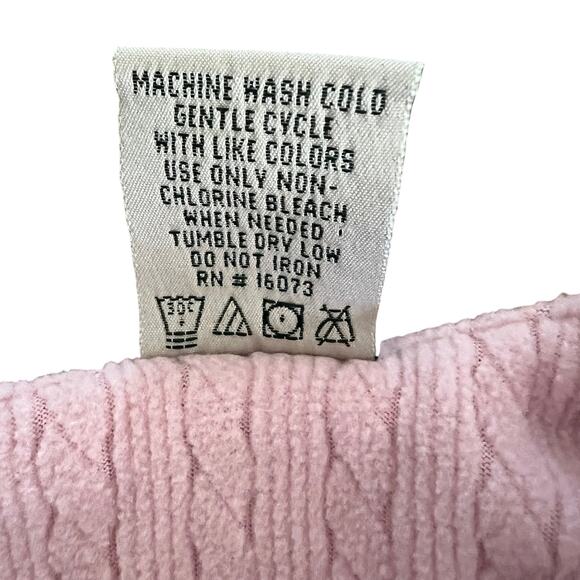 MACHINE WASH COLD
GENTLE CYCLE
WITH LIKE COLORS
USE ONLY NON-
CHLORINE BLEACH
WHEN NEEDED
TUMBLE DRY LOW
DO NOT IRON
RN # 16073
30C